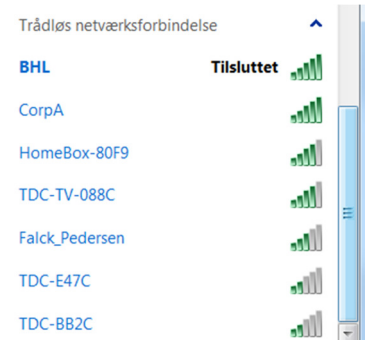 Trådløs netværksforbindelse
BHL Tilsluttet
CorpA
HomeBox-80F9
TDC-TV-088C
Falck_Pedersen
TDC-E47C
TDC-BB2C